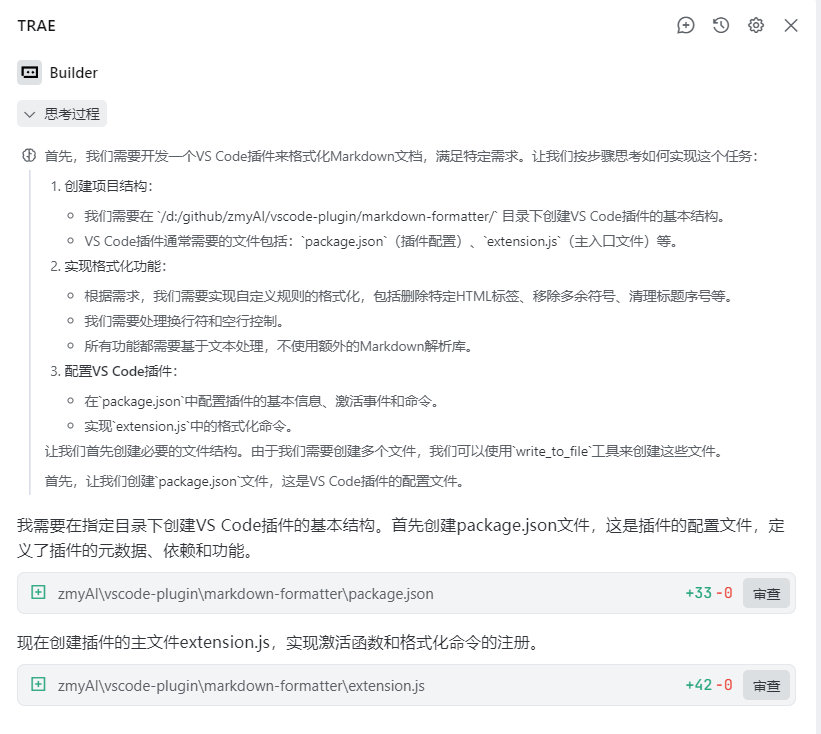 TRAE
Builder
思考过程
首先，我们需要开发一个VS Code插件来格式化Markdown文档，满足特定需求。让我们按步骤思考如何实现这个任务：
1. 创建项目结构：
我们需要在 `/d:/github/zmyAI/vscode-plugin/markdown-formatter/` 目录下创建VS Code插件的基本结构。
VS Code插件通常需要的文件包括：`package.json`（插件配置）、`extension.js`（主入口文件）等。
2. 实现格式化功能：
根据需求，我们需要实现自定义规则的格式化，包括删除特定HTML标签、移除多余符号、清理标题序号等。
我们需要处理换行符和空行控制。
所有功能都需要基于文本处理，不使用额外的Markdown解析库。
3. 配置VS Code插件：
在`package.json`中配置插件的基本信息、激活事件和命令。
实现`extension.js`中的格式化命令。
让我们首先创建必要的文件结构。由于我们需要创建多个文件，我们可以使用`write_to_file`工具来创建这些文件。
首先，让我们创建`package.json`文件，这是VS Code插件的配置文件。
我需要在指定目录下创建VS Code插件的基本结构。首先创建package.json文件，这是插件的配置文件，定
义了插件的元数据、依赖和功能。
zmyAI\vscode-plugin\markdown-formatter\package.json +33 -0 审查
现在创建插件的主文件extension.js，实现激活函数和格式化命令的注册。
zmyAI\vscode-plugin\markdown-formatter\extension.js +42 -0 审查